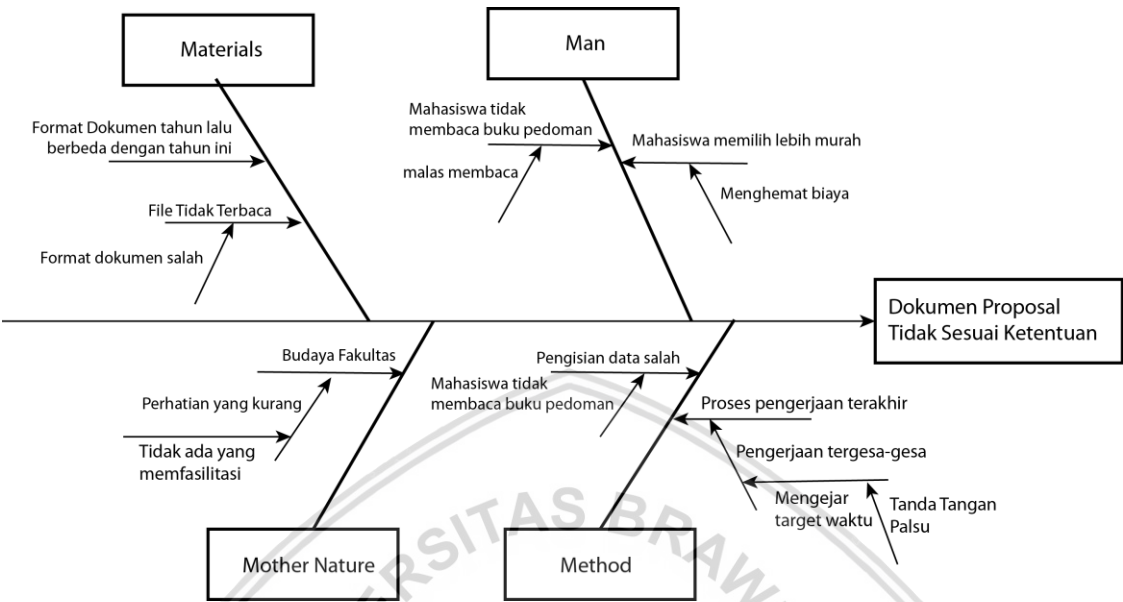 Materials
Man
Format Dokumen tahun lalu
berbeda dengan tahun ini
File Tidak Terbaca
Format dokumen salah
Mahasiswa tidak
membaca buku pedoman
malas membaca
Mahasiswa memilih lebih murah
Menghemat biaya
Dokumen Proposal
Tidak Sesuai Ketentuan
Budaya Fakultas
Perhatian yang kurang
Tidak ada yang
memfasilitasi
Pengisian data salah
Mahasiswa tidak
membaca buku pedoman
Proses pengerjaan terakhir
Pengerjaan tergesa-gesa
Mengejar
target waktu
Tanda Tangan
Palsu
Mother Nature
Method
ERSITAS BRAW